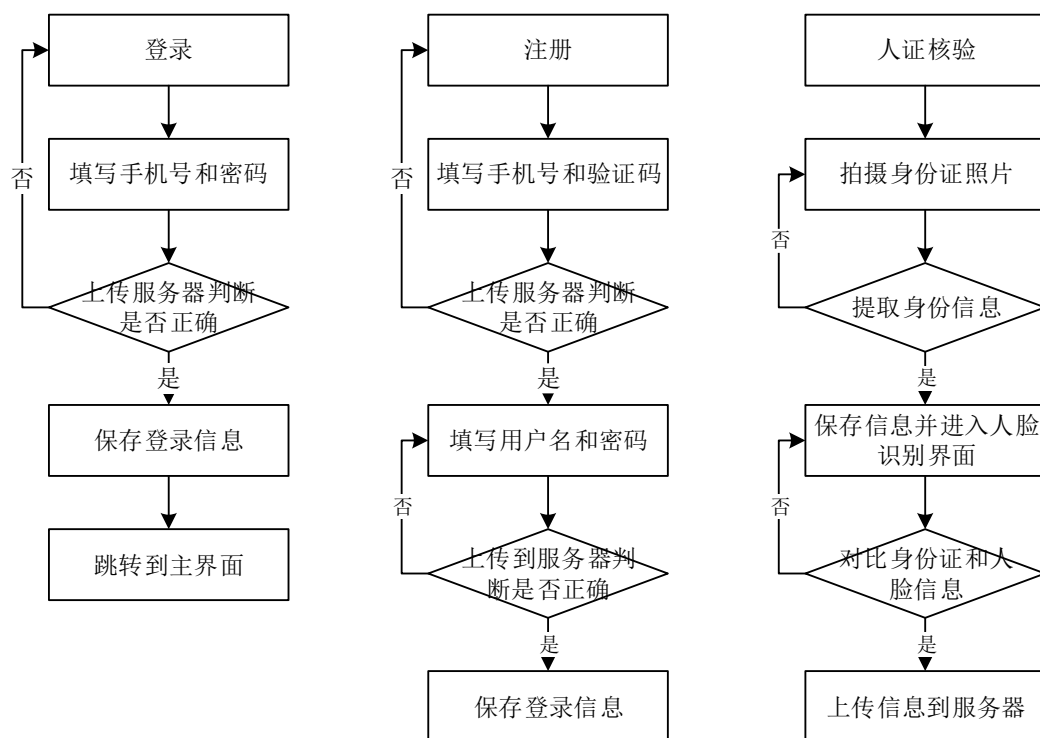 登录
填写手机号和密码
否
上传服务器判断
是否正确
是
保存登录信息
跳转到主界面
注册
填写手机号和验证码
否
上传服务器判断
是否正确
是
填写用户名和密码
否
上传到服务器判
断是否正确
是
保存登录信息
人证核验
拍摄身份证照片
否
提取身份信息
是
保存信息并进入人脸
识别界面
否
对比身份证和人
脸信息
是
上传信息到服务器